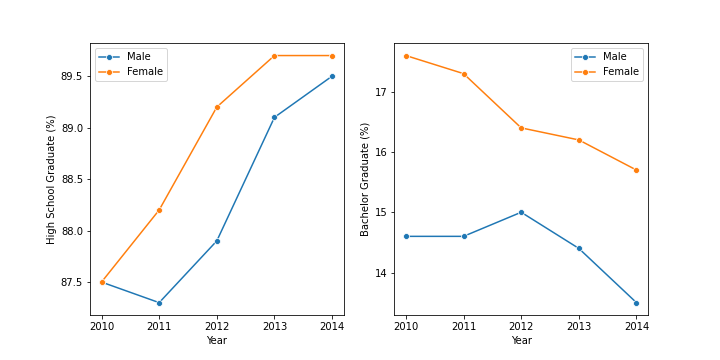 Male
Female
High School Graduate (%)
89.5
89.0
88.5
88.0
87.5
2010 2011 2012 2013 2014
Year
Male
Female
Bachelor Graduate (%)
17
16
15
14
2010 2011 2012 2013 2014
Year